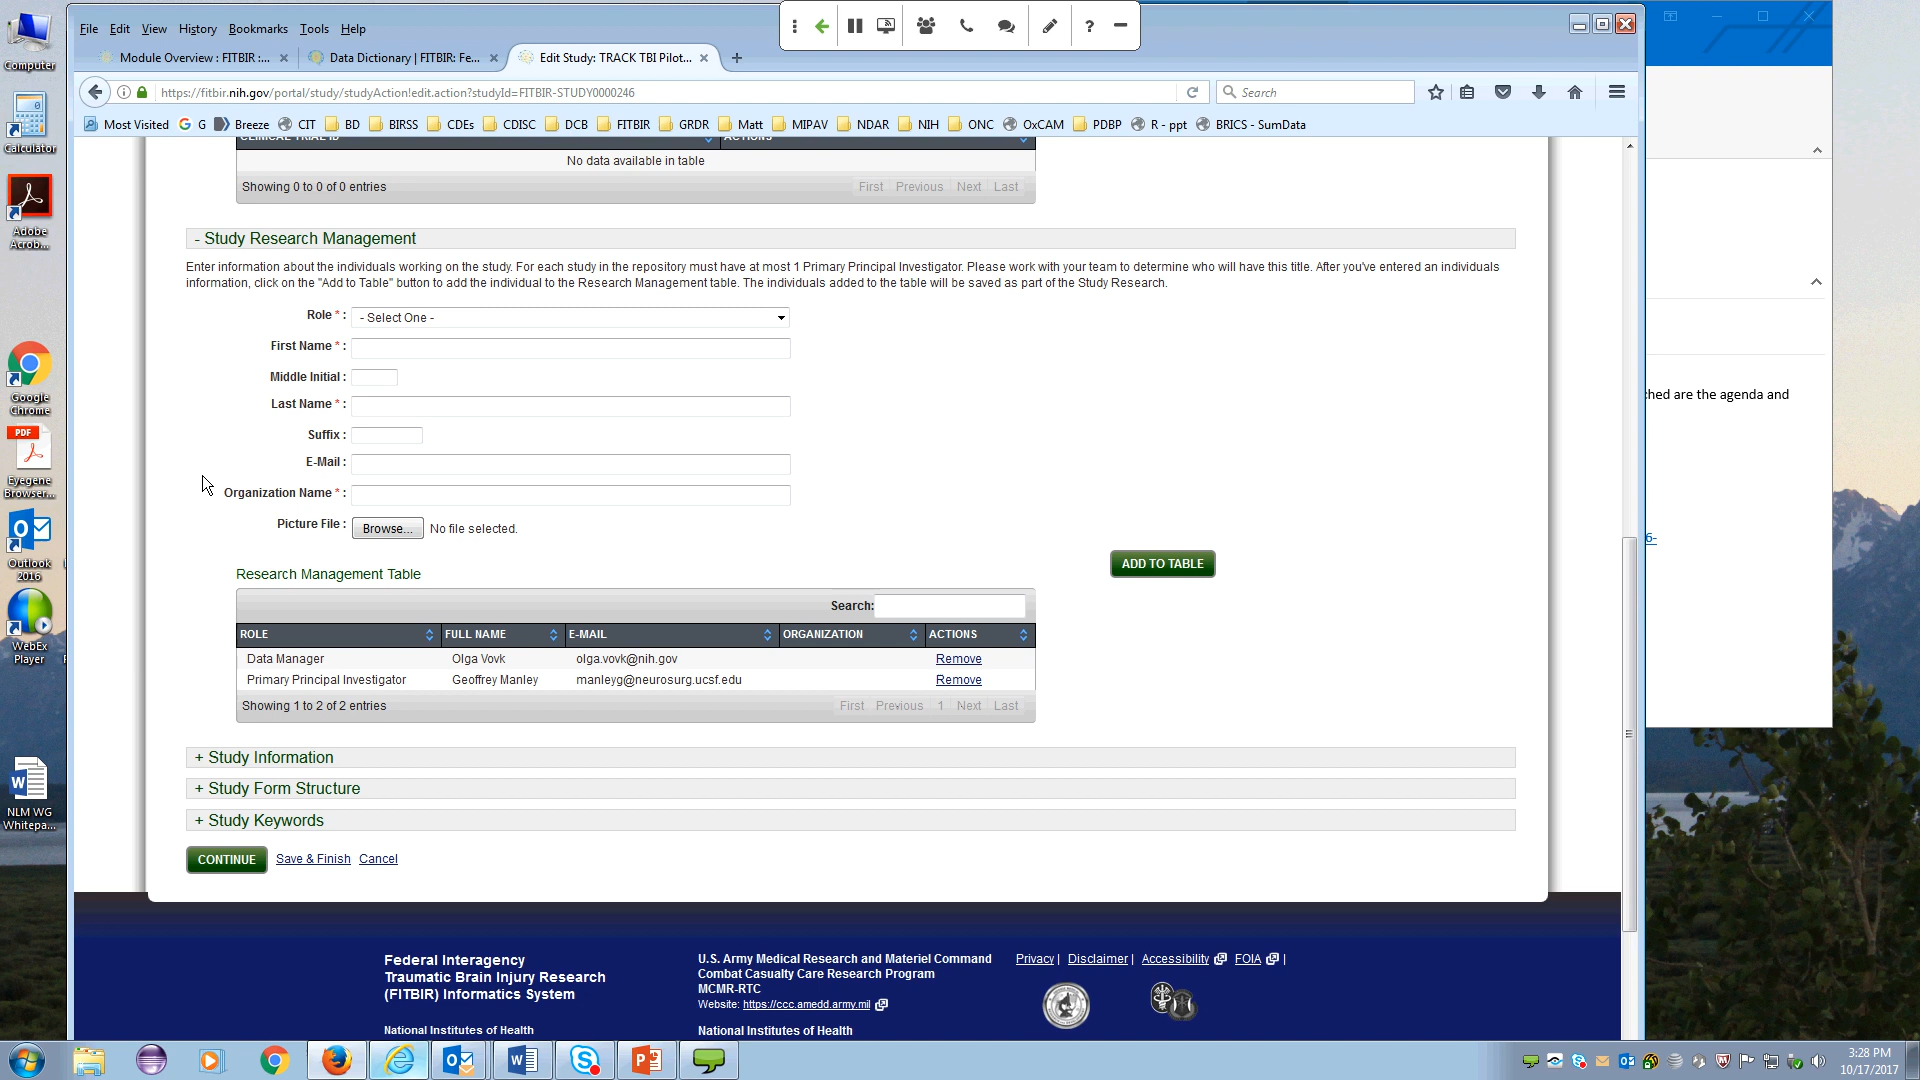 File Edit View History Bookmarks Tools Help
Module Overview : FITBIR :...
Data Dictionary | FITBIR: Fe...
Edit Study: TRACK TBI Pilot...
https://fitbir.nih.gov/portal/study/studyAction!edit.action?studyId=FITBIR-STUDY0000246
Search
Most Visited G Breeze CIT BD BIRSS CDEs CDISC DCB FITBIR GRDR Matt MIPAV NDAR NIH ONC OxCAM PDBP R - ppt BRICS - SumData
CLINICAL TRIAL ID ACTIONS
No data available in table
Showing 0 to 0 of 0 entries
First Previous Next Last
- Study Research Management
Enter information about the individuals working on the study. For each study in the repository must have at most 1 Primary Principal Investigator. Please work with your team to determine who will have this title. After you've entered an individuals
information, click on the "Add to Table" button to add the individual to the Research Management table. The individuals added to the table will be saved as part of the Study Research.
Role * : - Select One -
First Name * :
Middle Initial :
Last Name * :
Suffix :
E-Mail :
Organization Name * :
Picture File : Browse... No file selected.
ADD TO TABLE
Research Management Table
Search:
ROLE FULL NAME E-MAIL ORGANIZATION ACTIONS
Data Manager Olga Vovk olga.vovk@nih.gov Remove
Primary Principal Investigator Geoffrey Manley manleyg@neurosurg.ucsf.edu Remove
Showing 1 to 2 of 2 entries
First Previous 1 Next Last
+ Study Information
+ Study Form Structure
+ Study Keywords
CONTINUE Save & Finish Cancel
Federal Interagency
Traumatic Brain Injury Research
(FITBIR) Informatics System
National Institutes of Health
U.S. Army Medical Research and Materiel Command
Combat Casualty Care Research Program
MCMR-RTC
Website: https://ccc.amedd.army.mil
National Institutes of Health
Privacy | Disclaimer | Accessibility FOIA |
Computer
Calculator
Adobe
Acrob...
Google
Chrome
PDF
Eyegene
Browser...
Outlook
2016
WebEx
Player
NLM WG
Whitepa...
ched are the agenda and
6-
3:28 PM
10/17/2017